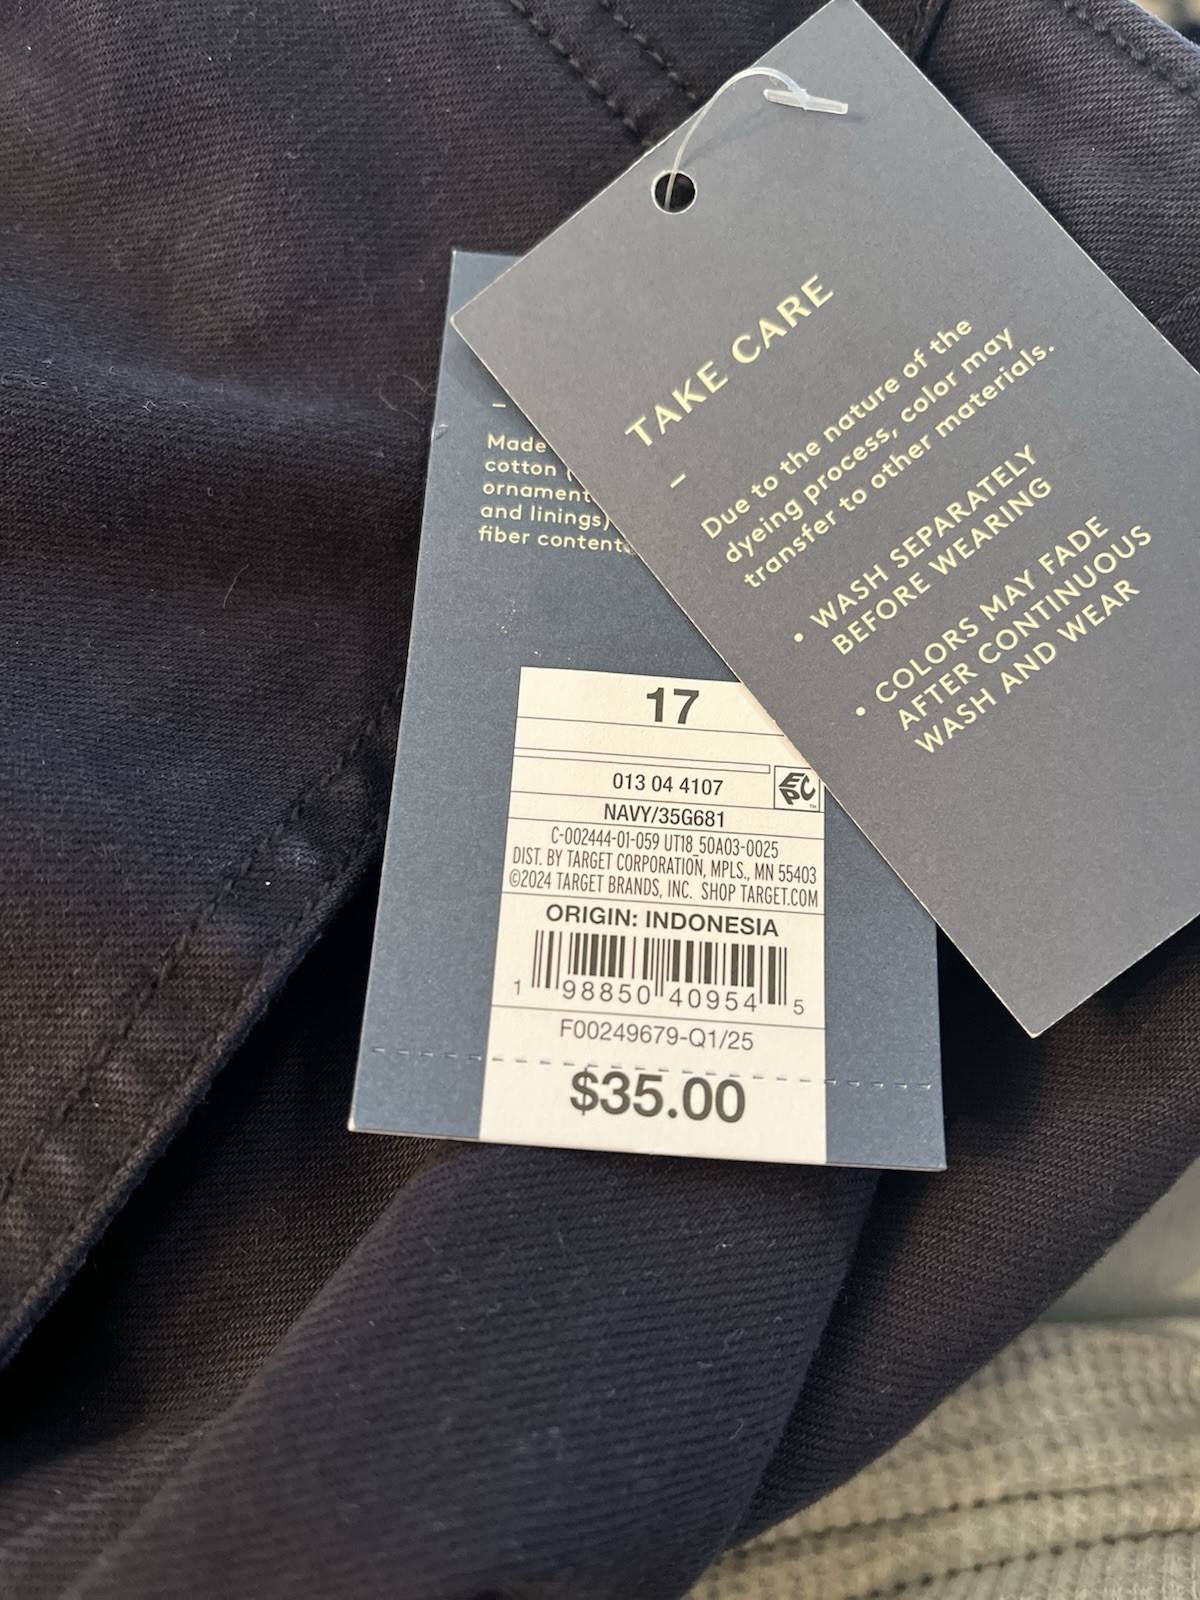 TAKE CARE
–
Due to the nature of the
dyeing process, color may
transfer to other materials.
• WASH SEPARATELY
BEFORE WEARING
• COLORS MAY FADE
AFTER CONTINUOUS
WASH AND WEAR
–
Made
cotton (
ornament
and linings)
fiber content
17
013 04 4107
EPC
NAVY/35G681
C-002444-01-059 UT18_50A03-0025
DIST. BY TARGET CORPORATION, MPLS., MN 55403
©2024 TARGET BRANDS, INC. SHOP TARGET.COM
ORIGIN: INDONESIA
1 98850 40954 5
F00249679-Q1/25
$35.00